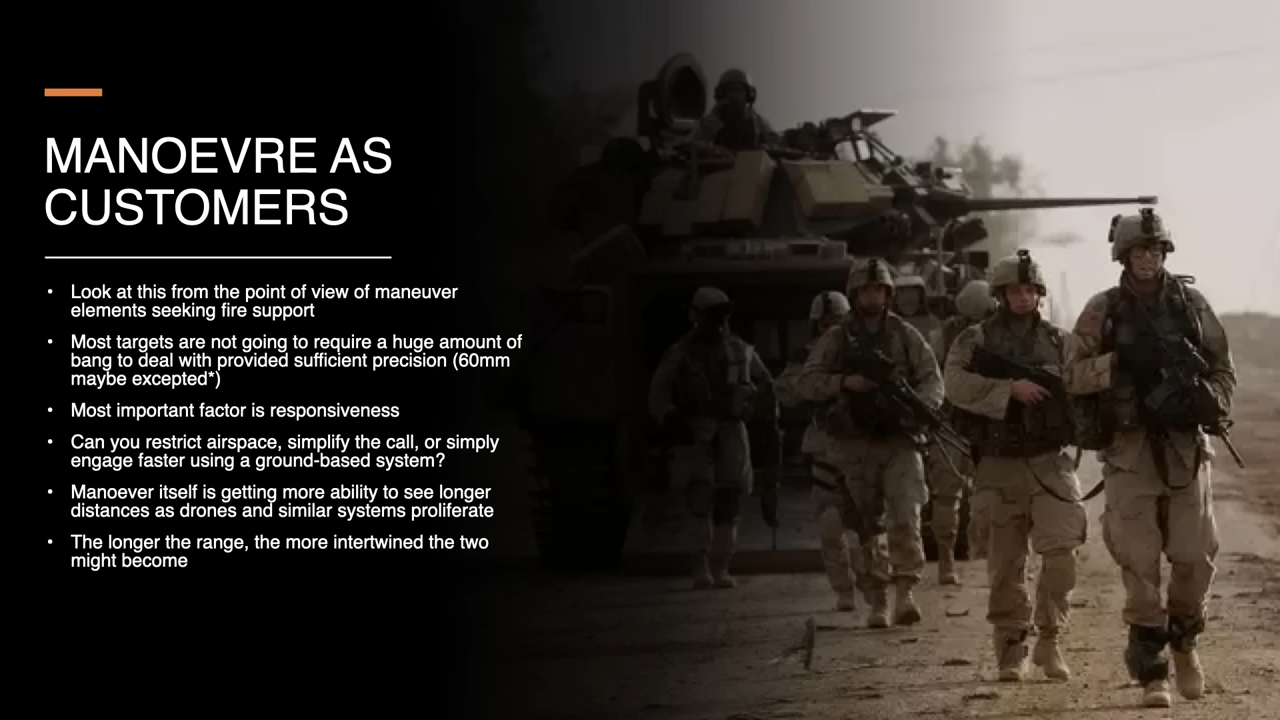 MANOEVRE AS
CUSTOMERS
• Look at this from the point of view of maneuver
elements seeking fire support
• Most targets are not going to require a huge amount of
bang to deal with provided sufficient precision (60mm
maybe excepted*)
• Most important factor is responsiveness
• Can you restrict airspace, simplify the call, or simply
engage faster using a ground-based system?
• Manoever itself is getting more ability to see longer
distances as drones and similar systems proliferate
• The longer the range, the more intertwined the two
might become